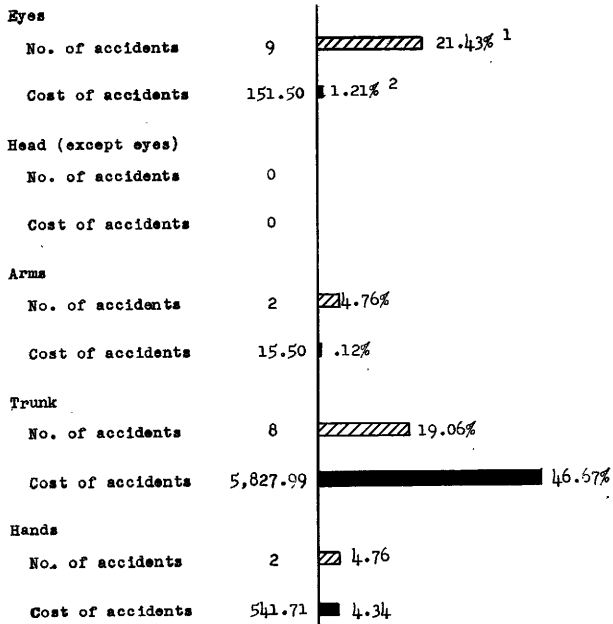 Eyes
No. of accidents 9 21.43% 1
Cost of accidents 151.50 1.21% 2
Head (except eyes)
No. of accidents 0
Cost of accidents 0
Arms
No. of accidents 2 4.76%
Cost of accidents 15.50 .12%
Trunk
No. of accidents 8 19.06%
Cost of accidents 5,827.99 46.67%
Hands
No. of accidents 2 4.76
Cost of accidents 541.71 4.34